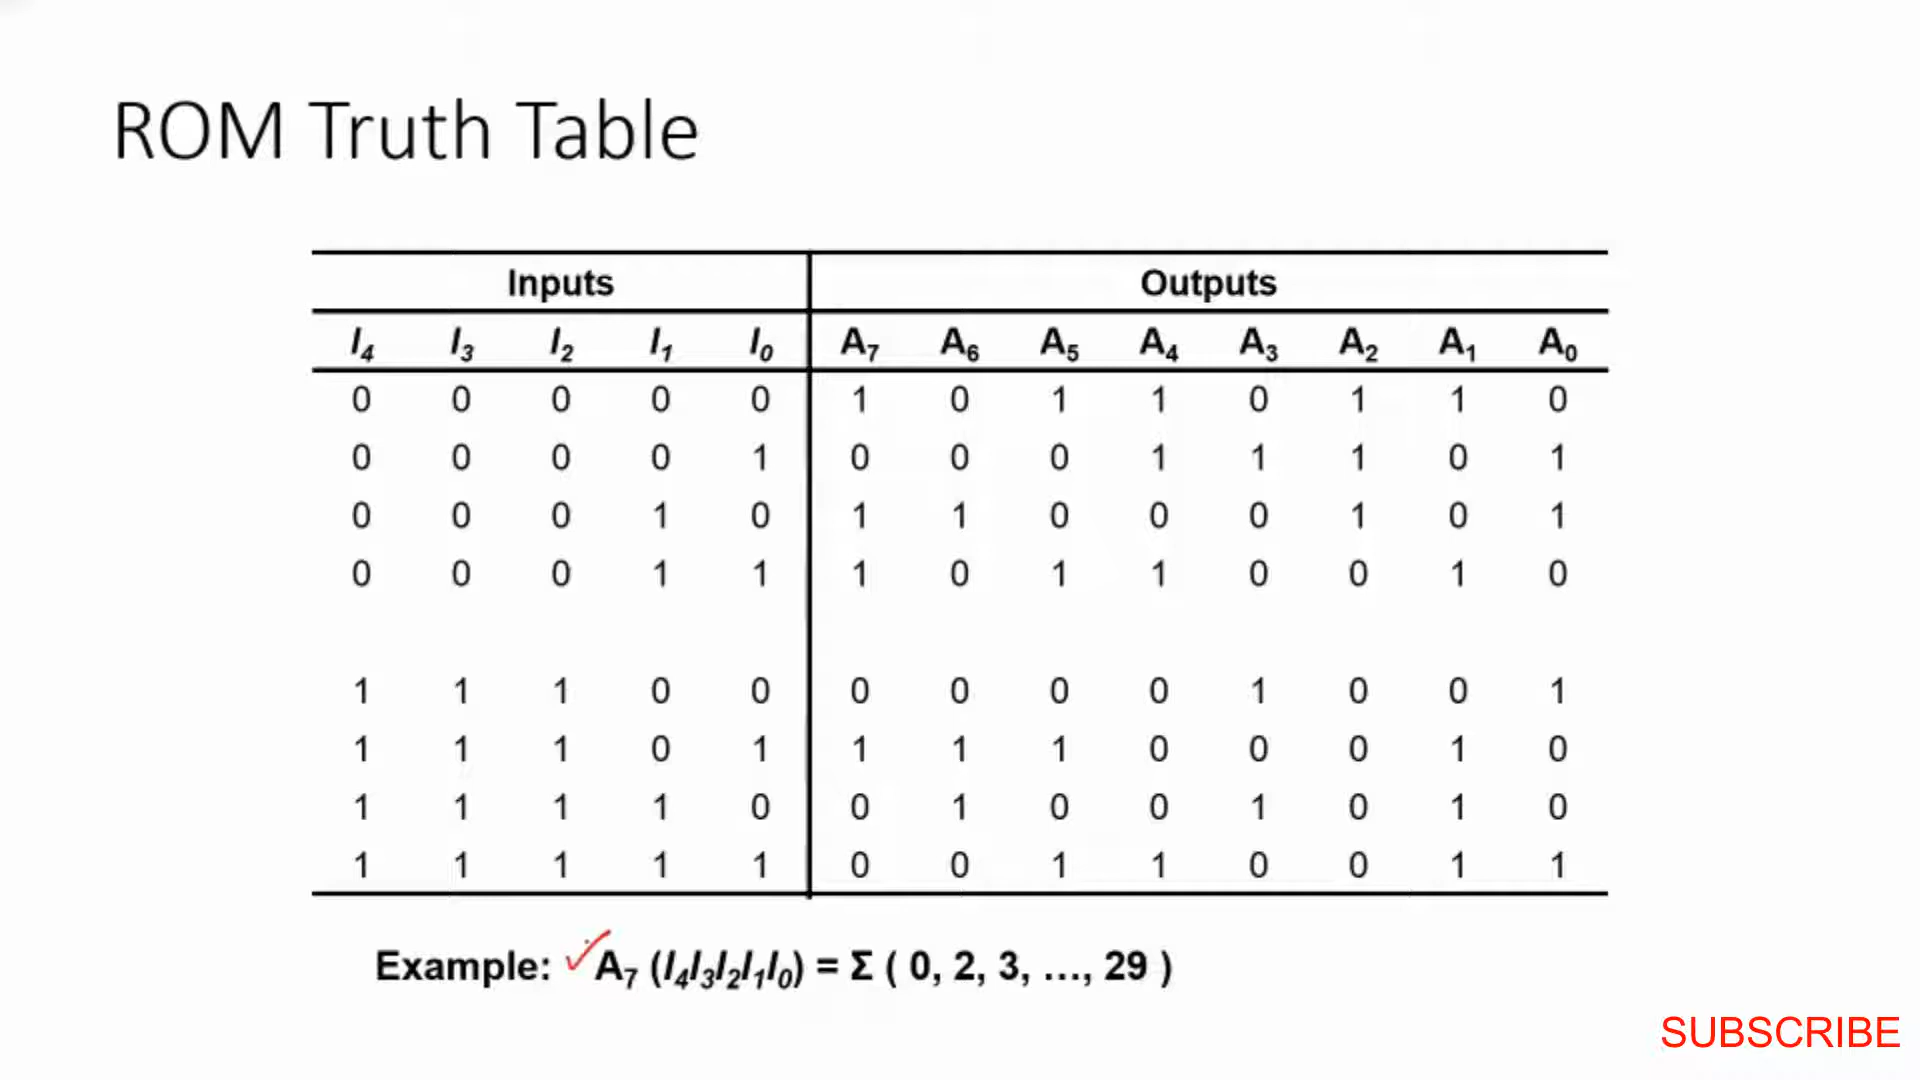 ROM Truth Table
Inputs Outputs
I₄ I₃ I₂ I₁ I₀ A₇ A₆ A₅ A₄ A₃ A₂ A₁ A₀
0 0 0 0 0 1 0 1 1 0 1 1 0
0 0 0 0 1 0 0 0 1 1 1 0 1
0 0 0 1 0 1 1 0 0 0 1 0 1
0 0 0 1 1 1 0 1 1 0 0 1 0
1 1 1 0 0 0 0 0 0 1 0 0 1
1 1 1 0 1 1 1 1 0 0 0 1 0
1 1 1 1 0 0 1 0 0 1 0 1 0
1 1 1 1 1 0 0 1 1 0 0 1 1
Example: ✓A₇ (I₄I₃I₂I₁I₀) = Σ ( 0, 2, 3, …, 29 )
SUBSCRIBE